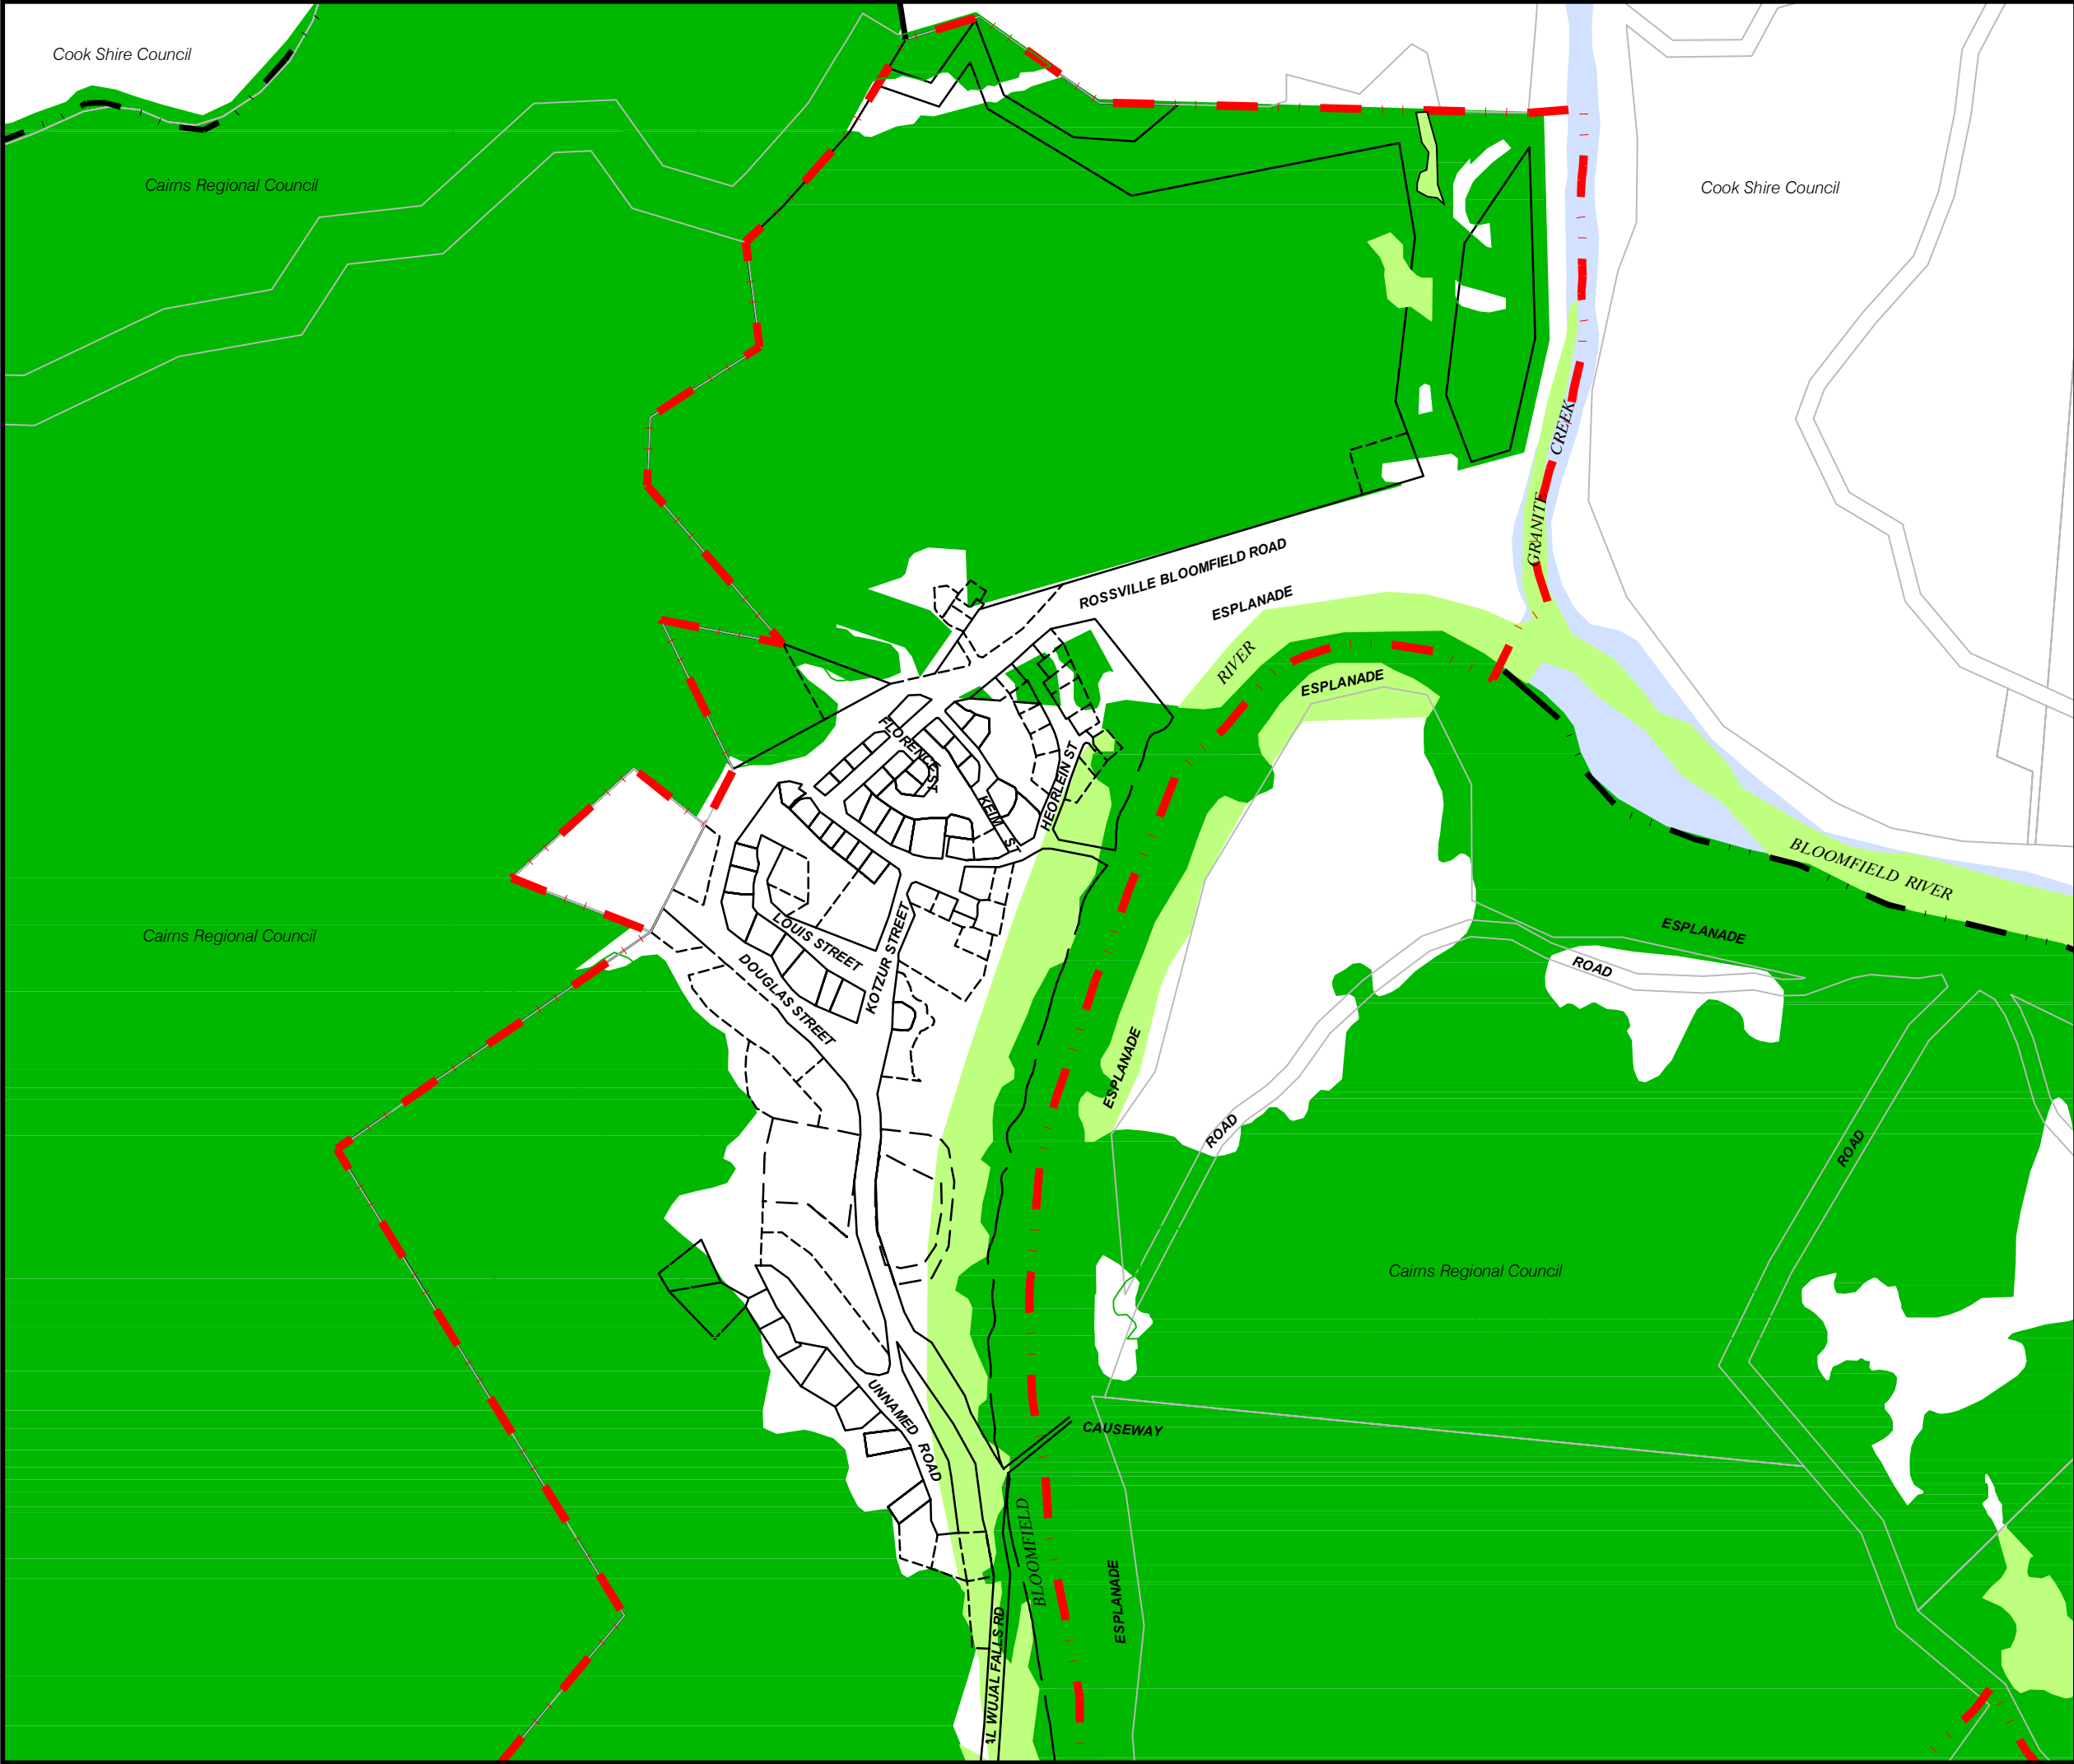 Cook Shire Council
Cairns Regional Council
Cook Shire Council
GRANITE CREEK
ROSSVILLE BLOOMFIELD ROAD
ESPLANADE
RIVER
ESPLANADE
FLORENCE ST
KEIM ST
HEORLEIN ST
BLOOMFIELD RIVER
Cairns Regional Council
LOUIS STREET
KOTZUR STREET
DOUGLAS STREET
ESPLANADE
ROAD
ESPLANADE
ROAD
ROAD
Cairns Regional Council
UNNAMED ROAD
CAUSEWAY
BLOOMFIELD
ESPLANADE
AL WUJAL FALLS RD